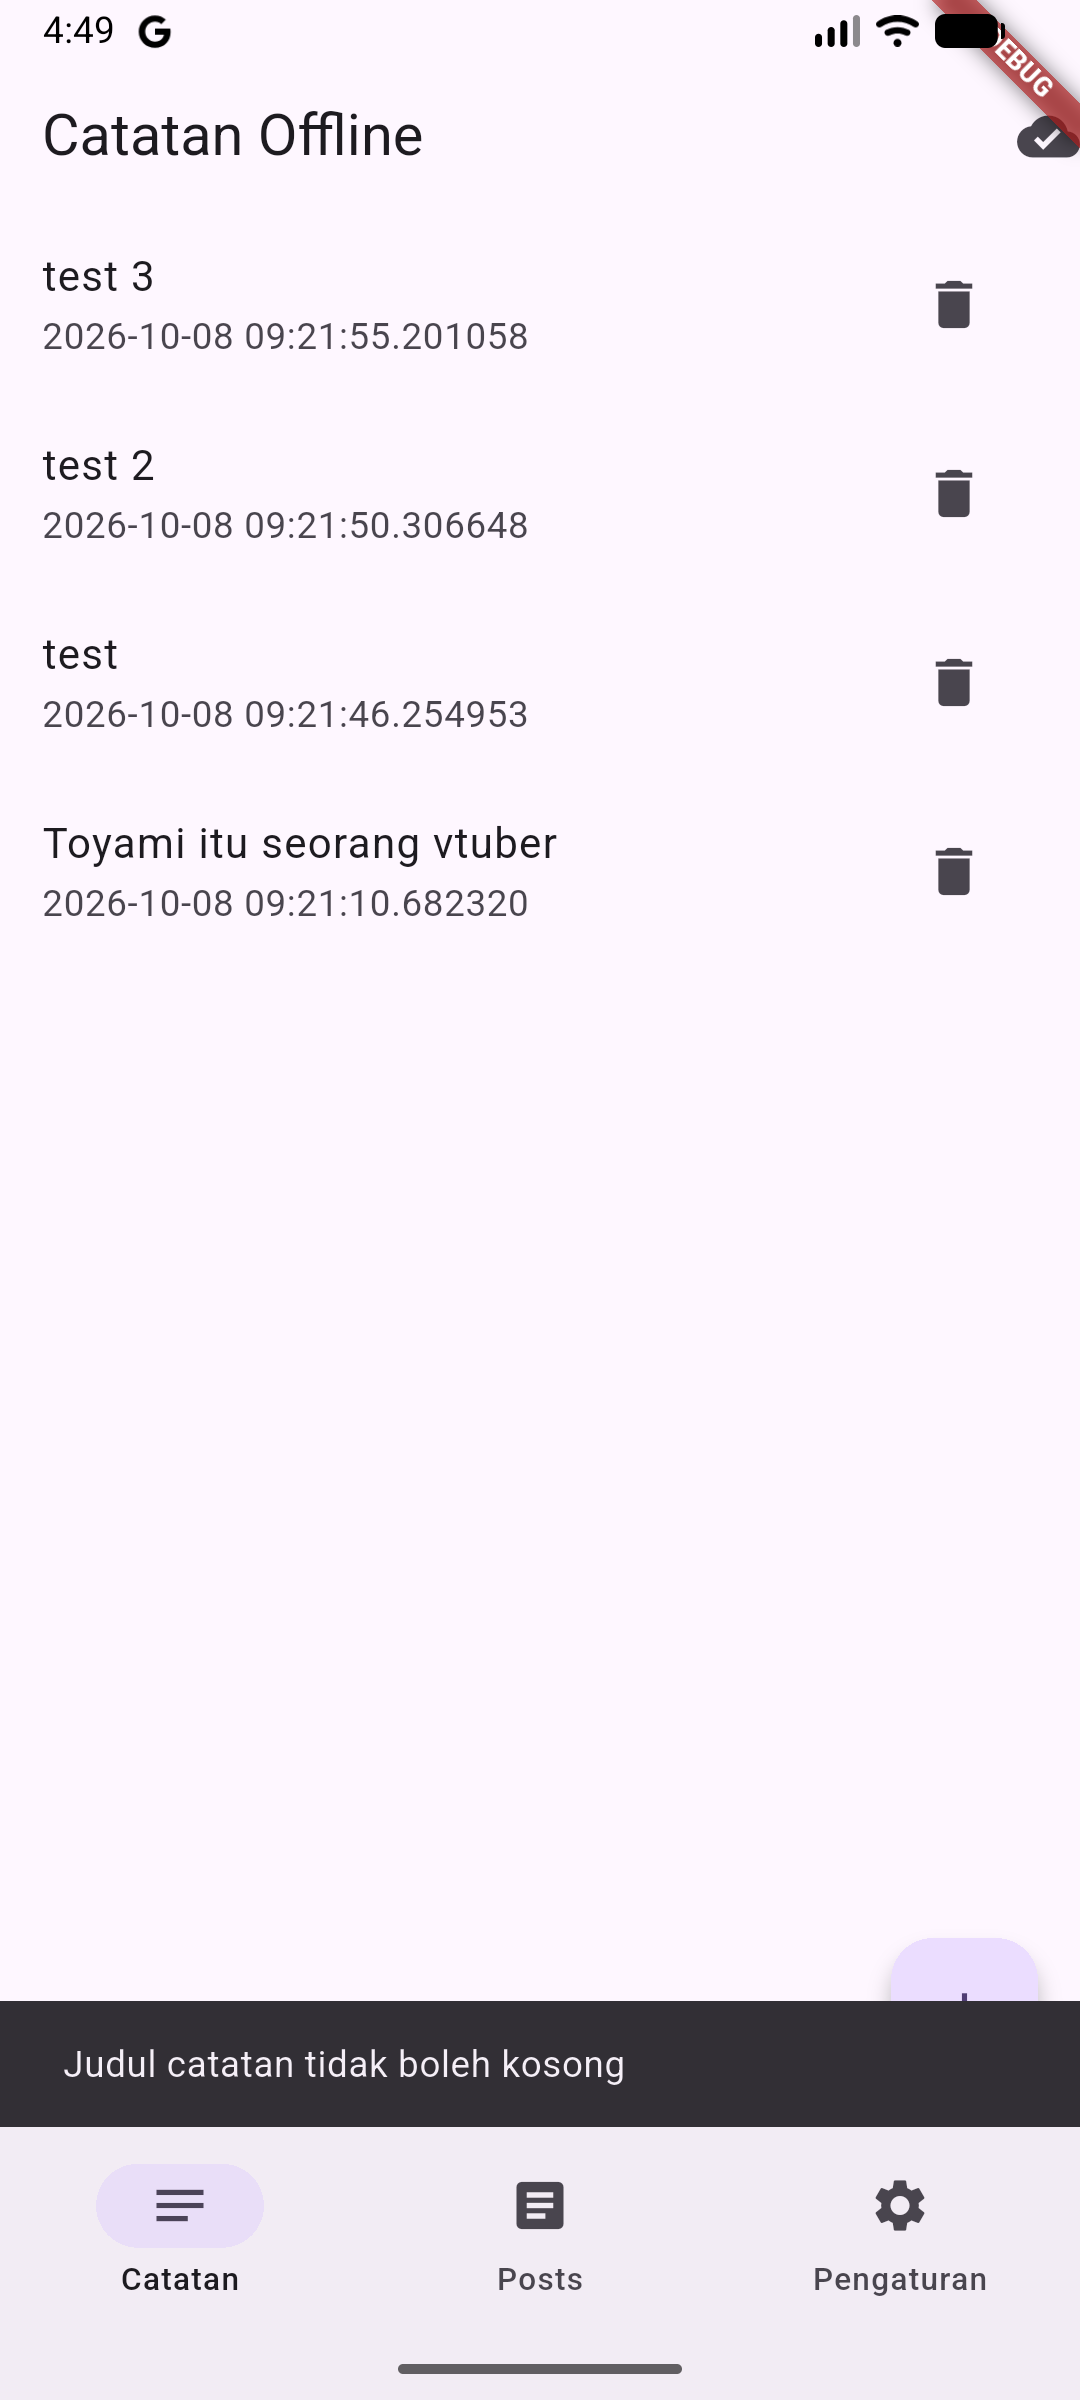 4:49
EBUG
Catatan Offline
test 3
2026-10-08 09:21:55.201058
test 2
2026-10-08 09:21:50.306648
test
2026-10-08 09:21:46.254953
Toyami itu seorang vtuber
2026-10-08 09:21:10.682320
Judul catatan tidak boleh kosong
Catatan
Posts
Pengaturan